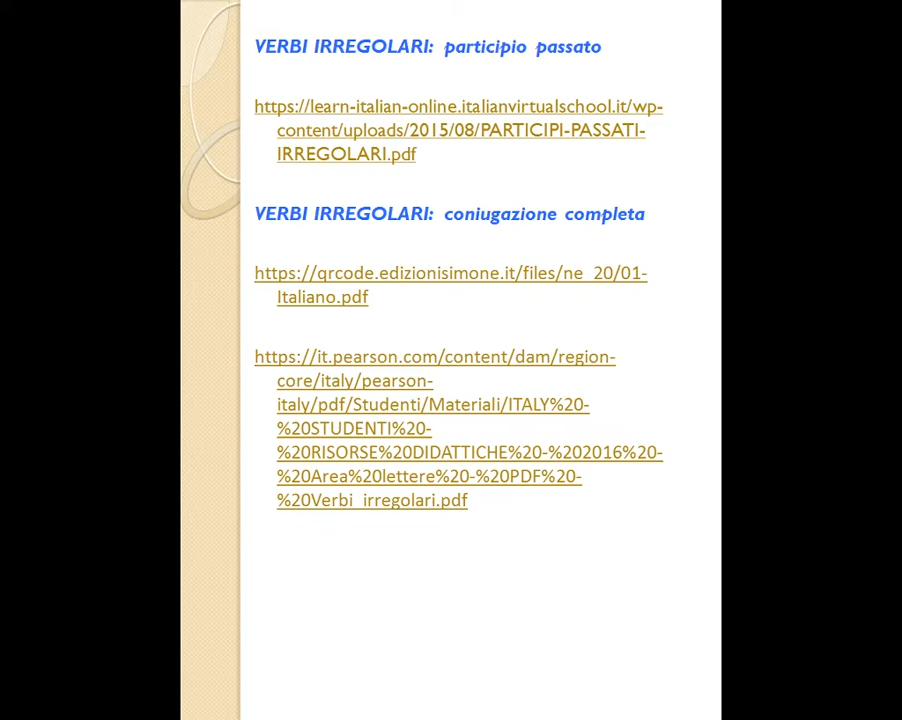 VERBI IRREGOLARI: participio passato
https://learn-italian-online.italianvirtualschool.it/wp-
content/uploads/2015/08/PARTICIPI-PASSATI-
IRREGOLARI.pdf
VERBI IRREGOLARI: coniugazione completa
https://qrcode.edizionisimone.it/files/ne_20/01-
Italiano.pdf
https://it.pearson.com/content/dam/region-
core/italy/pearson-
italy/pdf/Studenti/Materiali/ITALY%20-
%20STUDENTI%20-
%20RISORSE%20DIDATTICHE%20-%202016%20-
%20Area%20lettere%20-%20PDF%20-
%20Verbi_irregolari.pdf